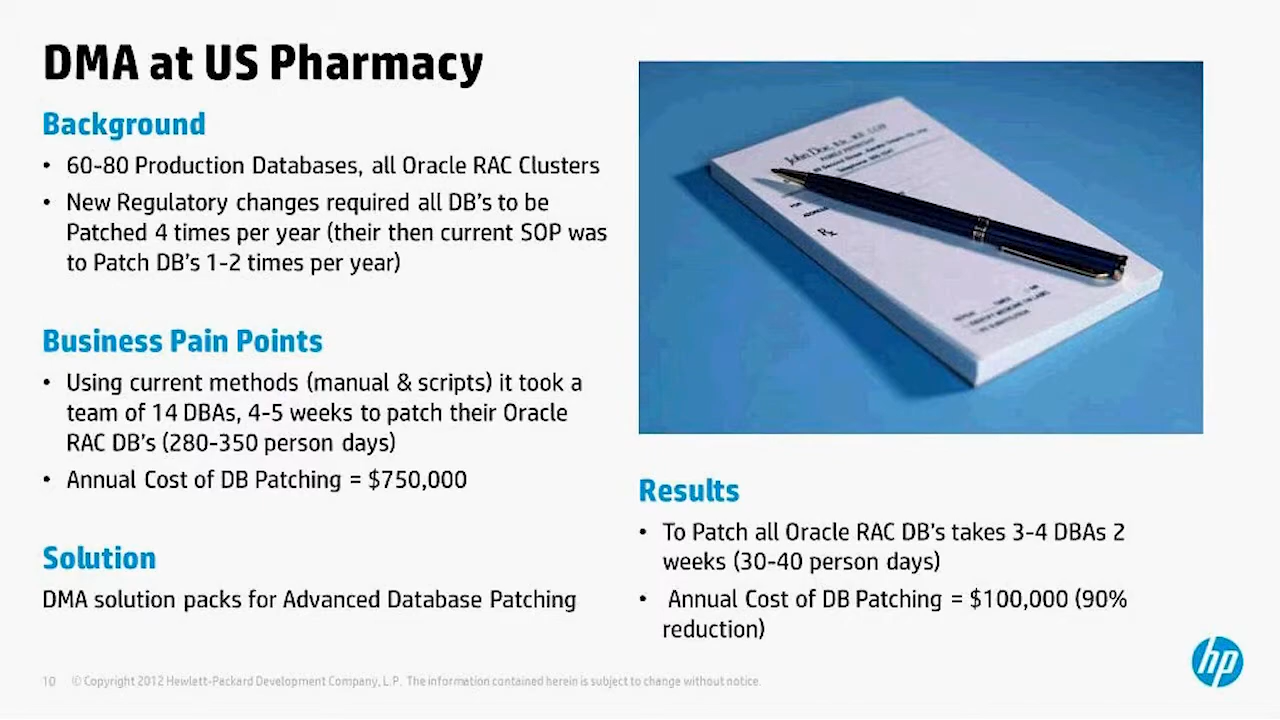 DMA at US Pharmacy
Background
• 60-80 Production Databases, all Oracle RAC Clusters
• New Regulatory changes required all DB's to be
Patched 4 times per year (their then current SOP was
to Patch DB's 1-2 times per year)
Business Pain Points
• Using current methods (manual & scripts) it took a
team of 14 DBAs, 4-5 weeks to patch their Oracle
RAC DB's (280-350 person days)
• Annual Cost of DB Patching = $750,000
Solution
DMA solution packs for Advanced Database Patching
John Doe
Rx
Results
• To Patch all Oracle RAC DB's takes 3-4 DBAs 2
weeks (30-40 person days)
• Annual Cost of DB Patching = $100,000 (90%
reduction)
hp
10 © Copyright 2012 Hewlett-Packard Development Company, L.P. The information contained herein is subject to change without notice.